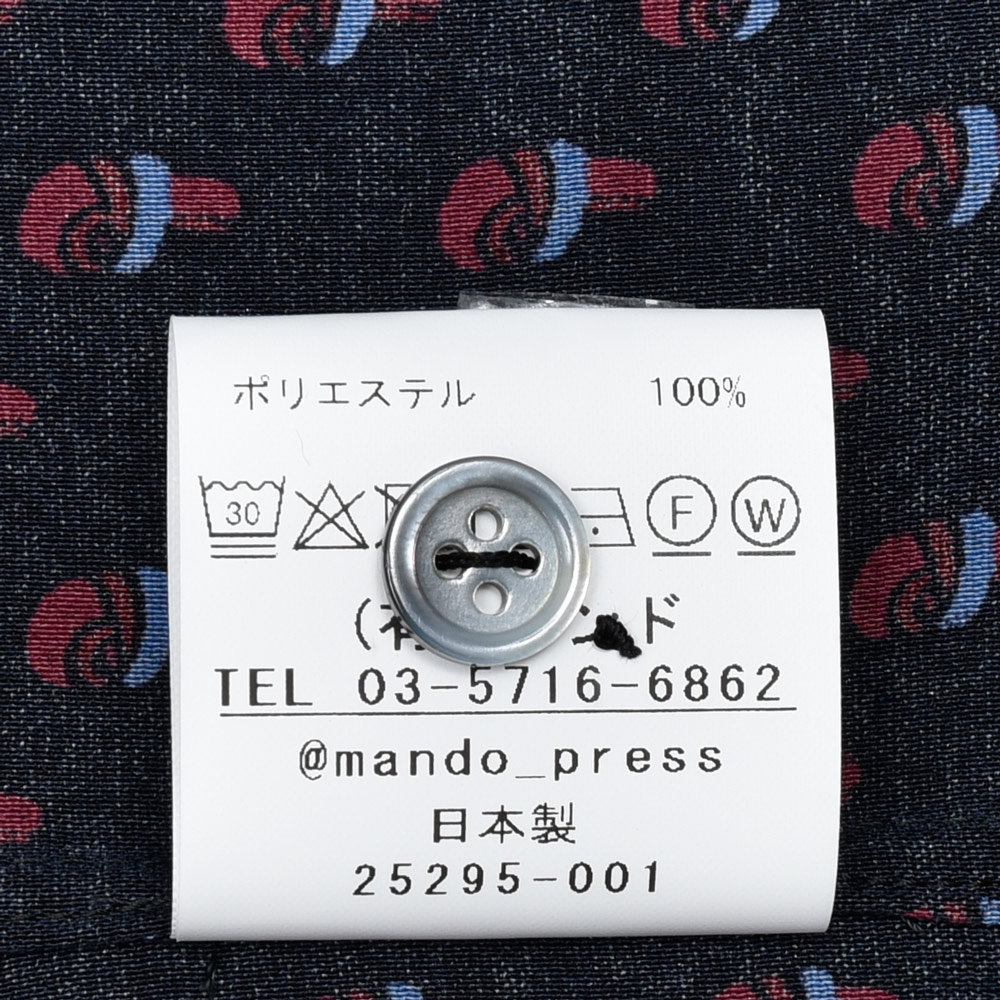 ポリエステル 100%
30 F W
TEL 03-5716-6862
@mando_press
日本製
25295-001